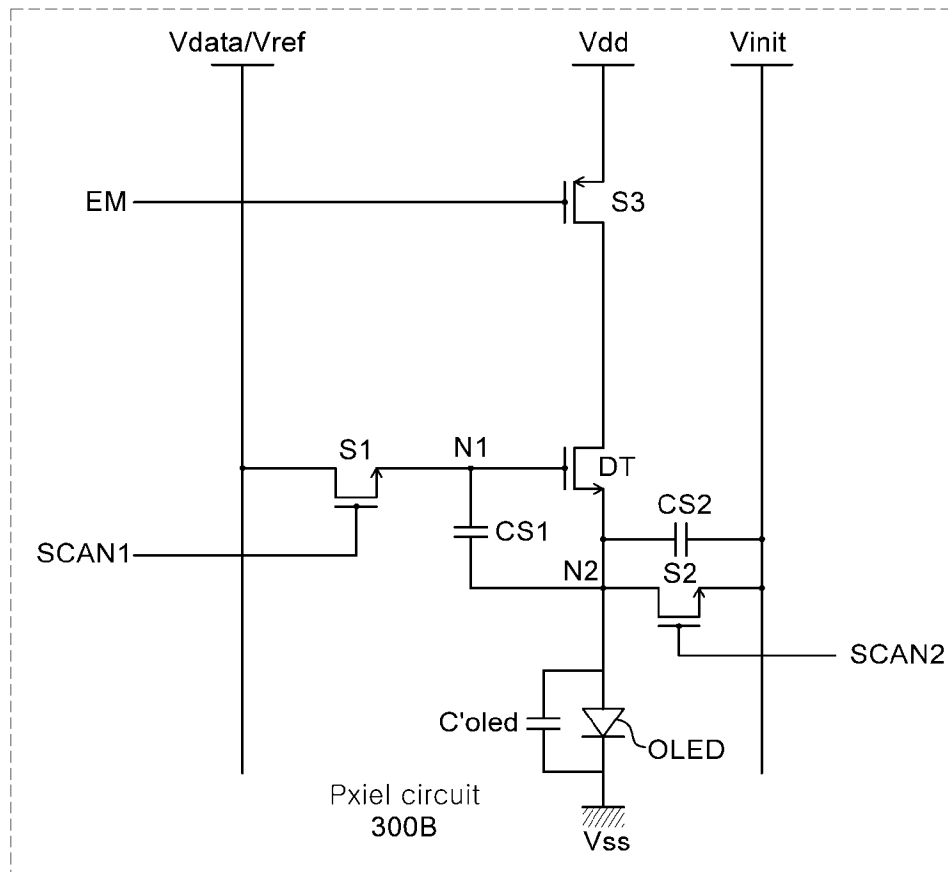 Vdata/Vref
Vdd
Vinit
EM
S3
S1
N1
DT
CS2
SCAN1
CS1
N2
S2
SCAN2
C'oled
OLED
Pxiel circuit
300B
Vss